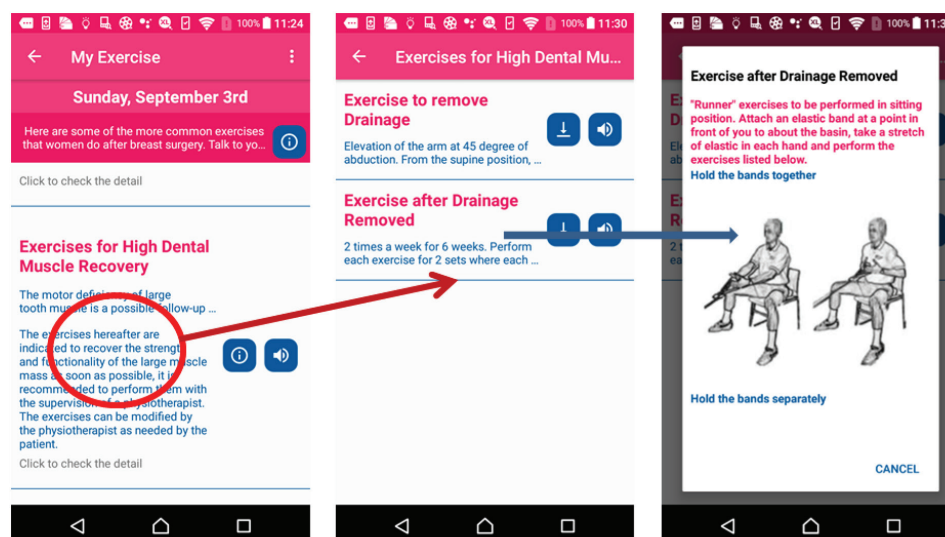 100% 11:24
My Exercise
Sunday, September 3rd
Here are some of the more common exercises
that women do after breast surgery. Talk to yo...
Click to check the detail
Exercises for High Dental
Muscle Recovery
The motor deficiency of large
tooth muscle is a possible follow-up ...
The exercises hereafter are
indicated to recover the strength
and functionality of the large muscle
mass as soon as possible, it is
recommended to perform them with
the supervision of a physiotherapist.
The exercises can be modified by
the physiotherapist as needed by the
patient.
Click to check the detail
100% 11:30
Exercises for High Dental Mu...
Exercise to remove
Drainage
Elevation of the arm at 45 degree of
abduction. From the supine position, ...
Exercise after Drainage
Removed
2 times a week for 6 weeks. Perform
each exercise for 2 sets where each ...
100% 11:3
Exercise after Drainage Removed
"Runner" exercises to be performed in sitting
position. Attach an elastic band at a point in
front of you to about the basin, take a stretch
of elastic in each hand and perform the
exercises listed below.
Hold the bands together
Hold the bands separately
CANCEL